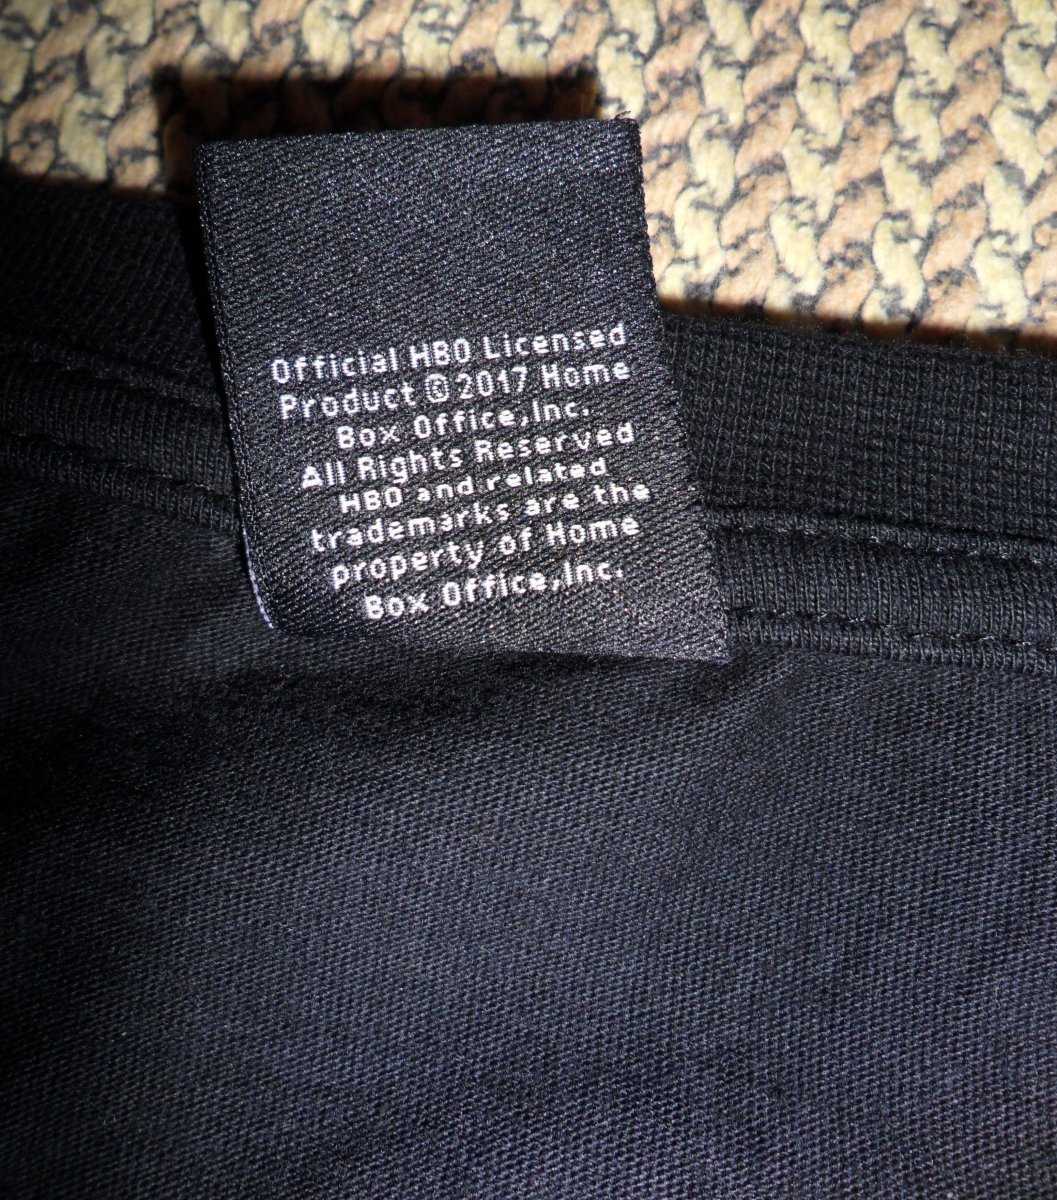 Official HBO Licensed
Product © 2017 Home
Box Office,Inc.
All Rights Reserved
HBO and related
trademarks are the
property of Home
Box Office,Inc.